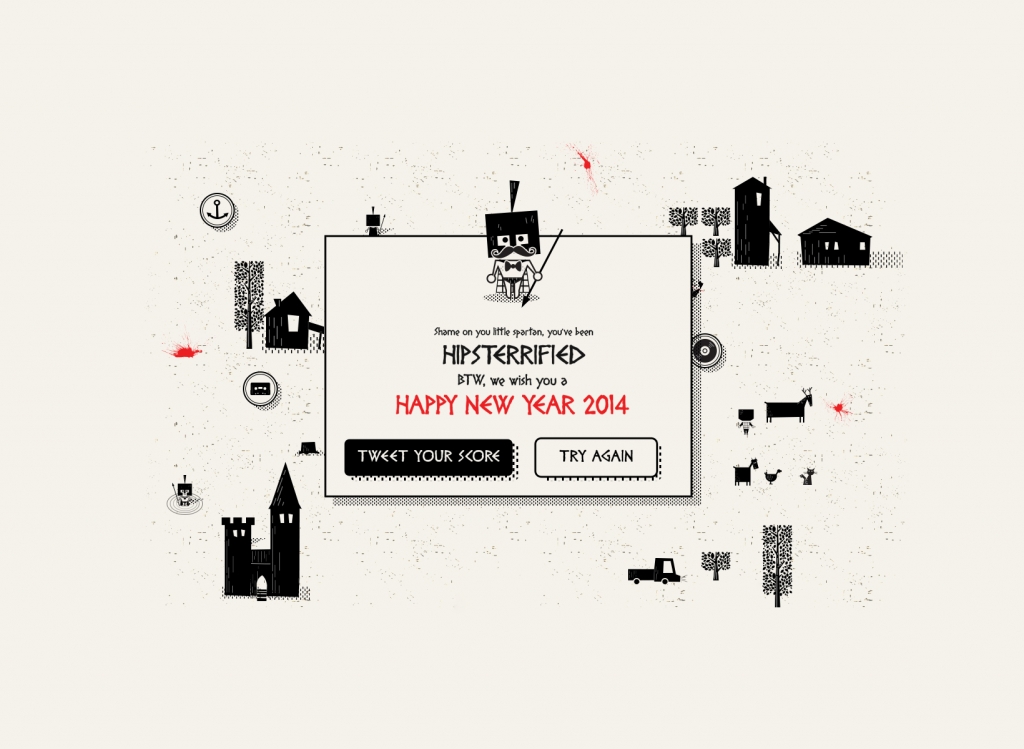 Shame on you little spartan, you've been
HIPSTERRIFIED
BTW, we wish you a
HAPPY NEW YEAR 2014
TWEET YOUR SCORE
TRY AGAIN